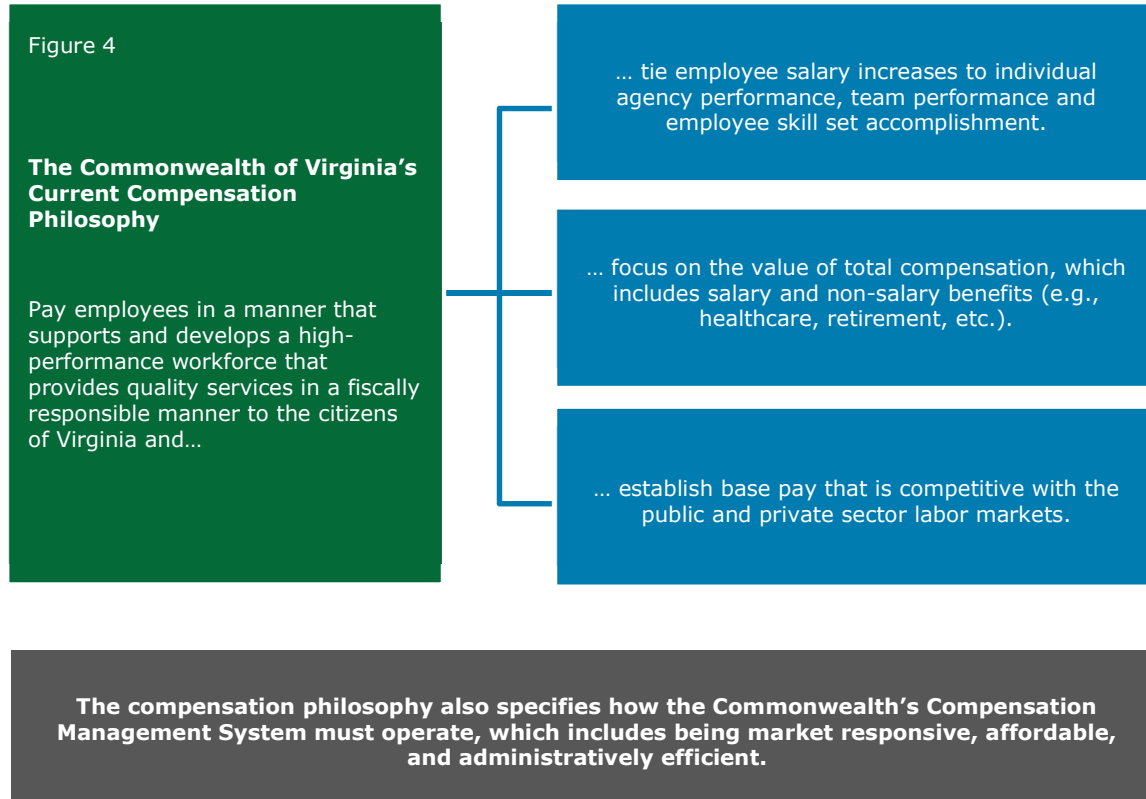 Figure 4
The Commonwealth of Virginia’s
Current Compensation
Philosophy
Pay employees in a manner that
supports and develops a high-
performance workforce that
provides quality services in a fiscally
responsible manner to the citizens
of Virginia and…
… tie employee salary increases to individual
agency performance, team performance and
employee skill set accomplishment.
… focus on the value of total compensation, which
includes salary and non-salary benefits (e.g.,
healthcare, retirement, etc.).
… establish base pay that is competitive with the
public and private sector labor markets.
The compensation philosophy also specifies how the Commonwealth’s Compensation
Management System must operate, which includes being market responsive, affordable,
and administratively efficient.